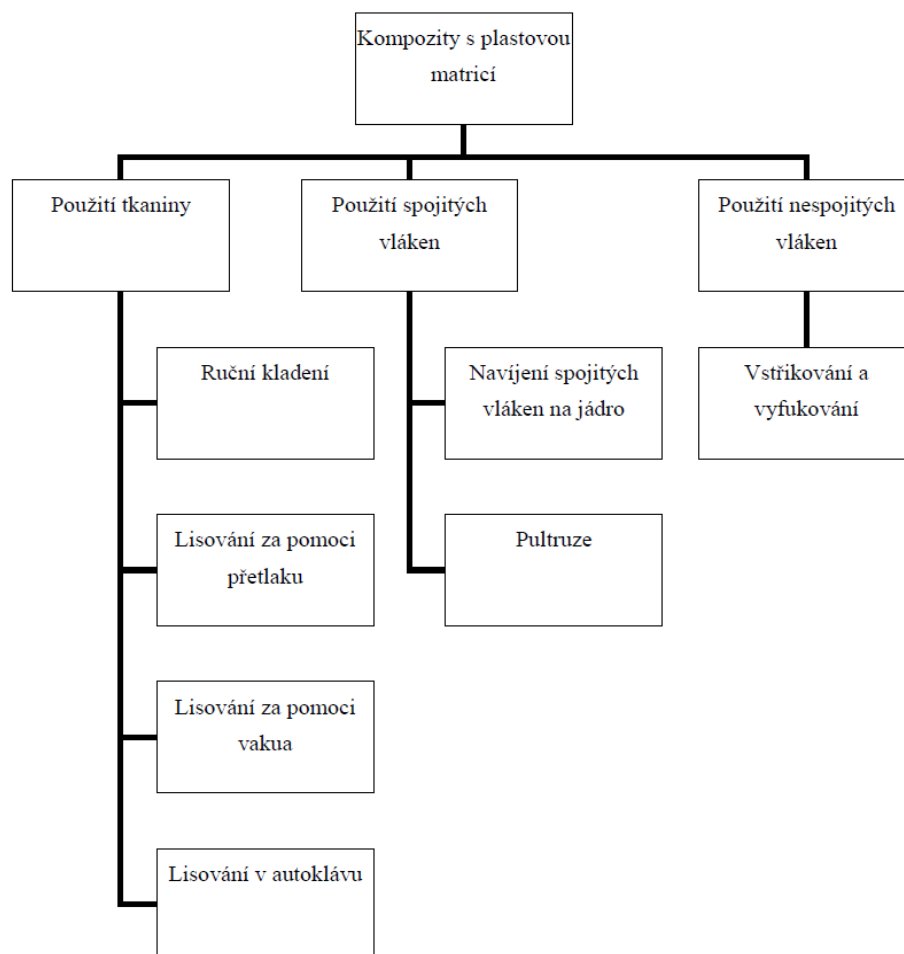 Kompozity s plastovou
matricí
Použití tkaniny
Použití spojitých
vláken
Použití nespojitých
vláken
Ruční kladení
Navíjení spojitých
vláken na jádro
Vstřikování a
vyfukování
Lisování za pomoci
přetlaku
Pultruze
Lisování za pomoci
vakua
Lisování v autoklávu